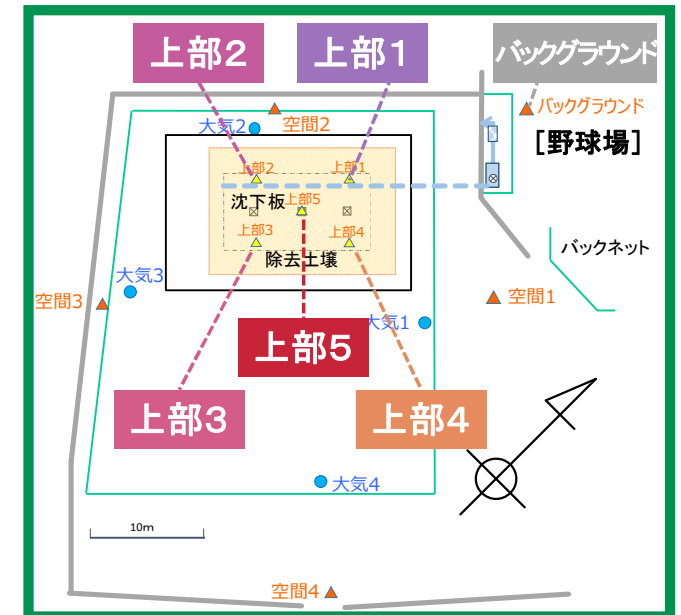 上部2
上部1
バックグラウンド
バックグラウンド
[野球場]
空間2
大気2
上部2
上部1
沈下板
上部5
上部3
上部4
除去土壌
バックネット
大気3
空間3
空間1
大気1
上部5
上部3
上部4
大気4
10m
空間4